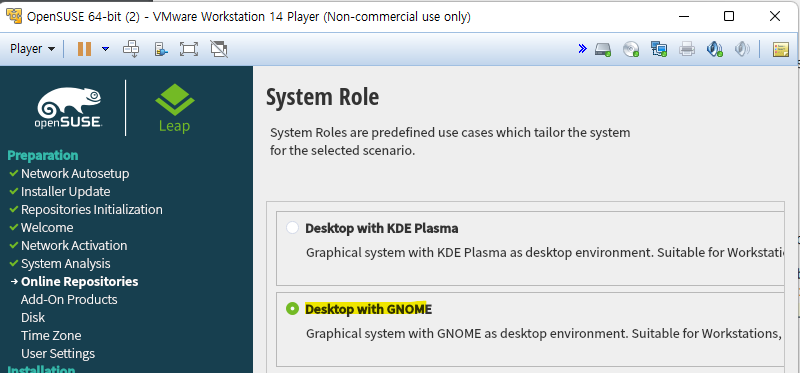 OpenSUSE 64-bit (2) - VMware Workstation 14 Player (Non-commercial use only)
Player
openSUSE
Leap
System Role
System Roles are predefined use cases which tailor the system
for the selected scenario.
Preparation
Network Autosetup
Installer Update
Repositories Initialization
Welcome
Network Activation
System Analysis
Online Repositories
Add-On Products
Disk
Time Zone
User Settings
Installation
Desktop with KDE Plasma
Graphical system with KDE Plasma as desktop environment. Suitable for Workstatio
Desktop with GNOME
Graphical system with GNOME as desktop environment. Suitable for Workstations,